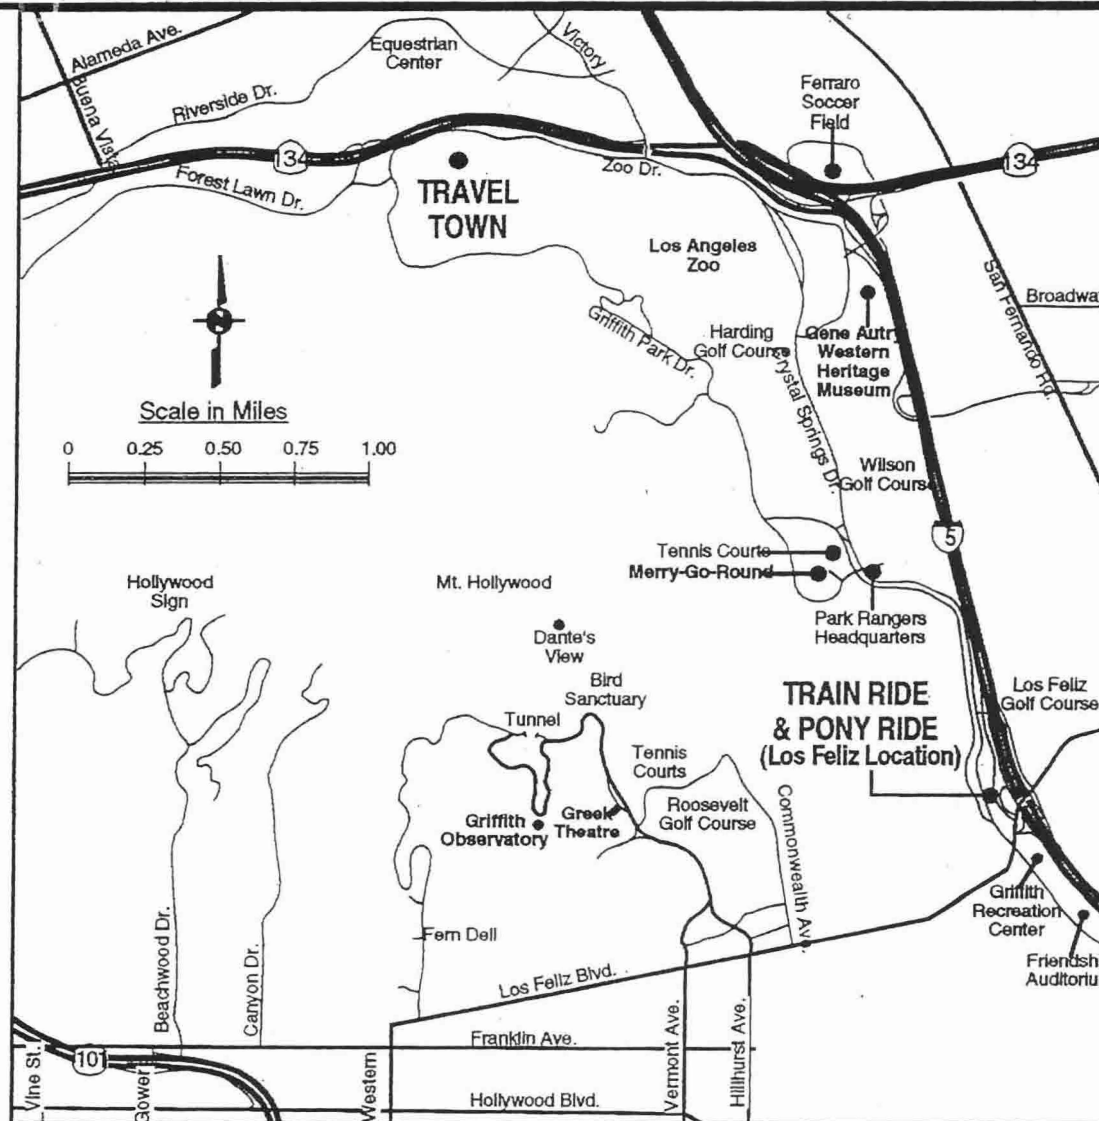 Alameda Ave.
Buena Vista
Riverside Dr.
Equestrian
Center
Victory
Ferraro
Soccer
Field
134
134
Forest Lawn Dr.
Zoo Dr.
TRAVEL
TOWN
Los Angeles
Zoo
San Fernando Rd.
Broadwa
Griffith Park Dr.
Harding
Golf Course
Crystal Springs Dr.
Gene Autry
Western
Heritage
Museum
N
Scale in Miles
0 0.25 0.50 0.75 1.00
Wilson
Golf Course
5
Tennis Courts
Merry-Go-Round
Park Rangers
Headquarters
Hollywood
Sign
Mt. Hollywood
Dante's
View
Bird
Sanctuary
Tunnel
Tennis
Courts
TRAIN RIDE
& PONY RIDE
(Los Feliz Location)
Los Feliz
Golf Course
Griffith
Observatory
Greek
Theatre
Roosevelt
Golf Course
Commonwealth Av.
Griffith
Recreation
Center
Friendsh
Auditoriu
Fern Dell
Beachwood Dr.
Canyon Dr.
Los Feliz Blvd.
Franklin Ave.
101
Vine St.
Gower
Western
Vermont Ave.
Hillhurst Ave.
Hollywood Blvd.